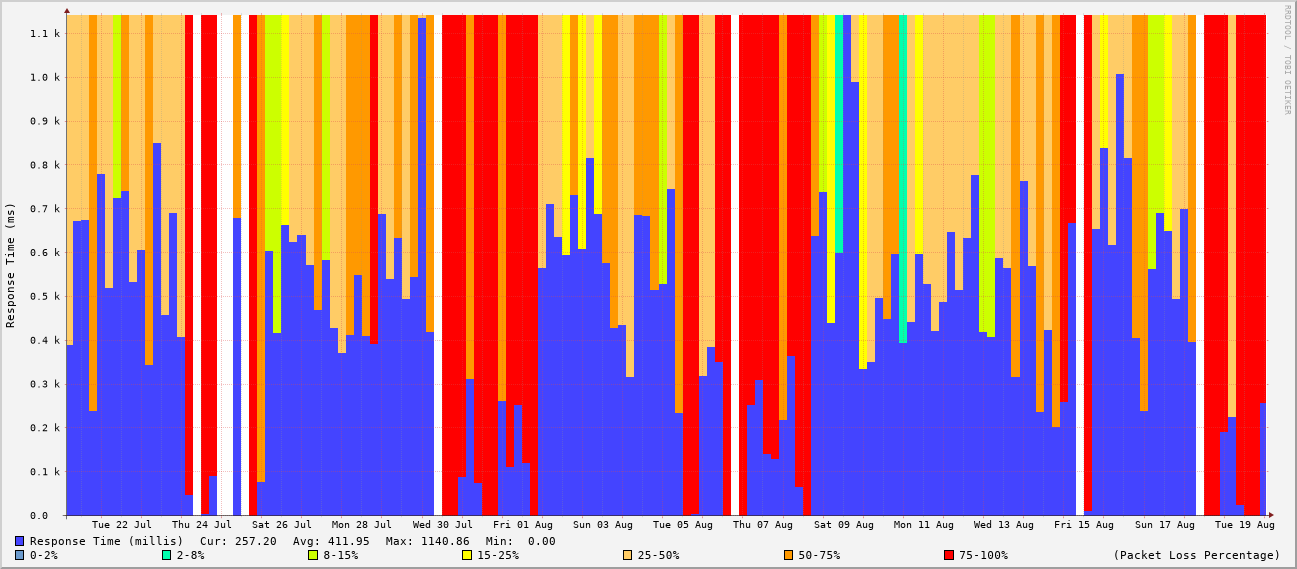 RRDTOOL / TOBI OETIKER
Response Time (ms)
1.1 k
1.0 k
0.9 k
0.8 k
0.7 k
0.6 k
0.5 k
0.4 k
0.3 k
0.2 k
0.1 k
0.0
Tue 22 Jul Thu 24 Jul Sat 26 Jul Mon 28 Jul Wed 30 Jul Fri 01 Aug Sun 03 Aug Tue 05 Aug Thu 07 Aug Sat 09 Aug Mon 11 Aug Wed 13 Aug Fri 15 Aug Sun 17 Aug Tue 19 Aug
Response Time (millis) Cur: 257.20 Avg: 411.95 Max: 1140.86 Min: 0.00
0-2% 2-8% 8-15% 15-25% 25-50% 50-75% 75-100% (Packet Loss Percentage)